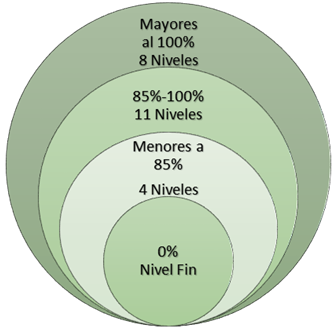 Mayores
al 100%
8 Niveles
85%-100%
11 Niveles
Menores a
85%
4 Niveles
0%
Nivel Fin